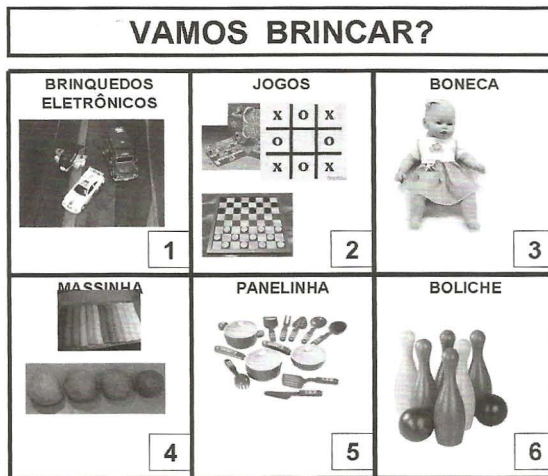 VAMOS BRINCAR?
BRINQUEDOS
ELETRÔNICOS
1
JOGOS
X O X
O O
X O X
2
BONECA
3
MASSINHA
4
PANELINHA
5
BOLICHE
6